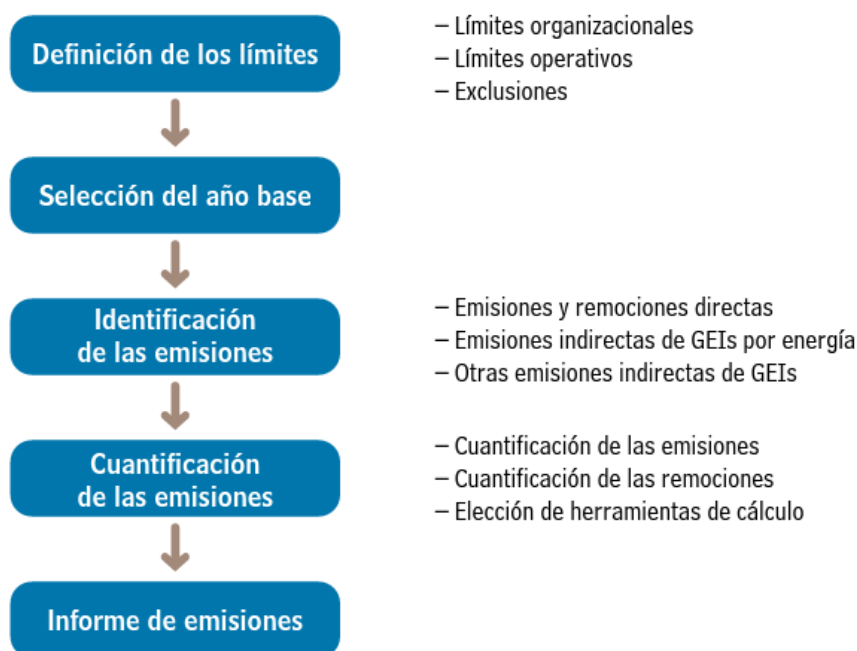 Definición de los límites
– Límites organizacionales
– Límites operativos
– Exclusiones
Selección del año base
Identificación
de las emisiones
– Emisiones y remociones directas
– Emisiones indirectas de GEIs por energía
– Otras emisiones indirectas de GEIs
Cuantificación
de las emisiones
– Cuantificación de las emisiones
– Cuantificación de las remociones
– Elección de herramientas de cálculo
Informe de emisiones